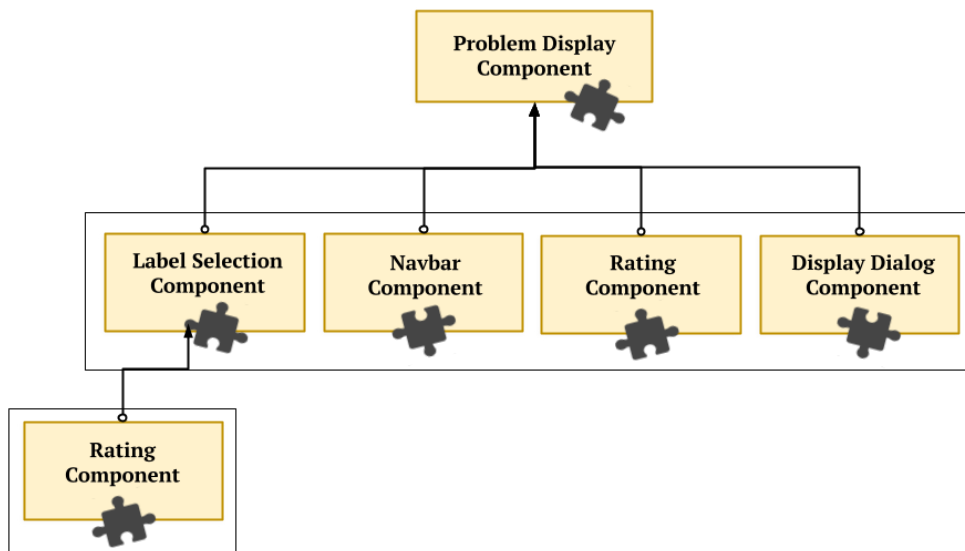 Problem Display
Component
Label Selection
Component
Navbar
Component
Rating
Component
Display Dialog
Component
Rating
Component